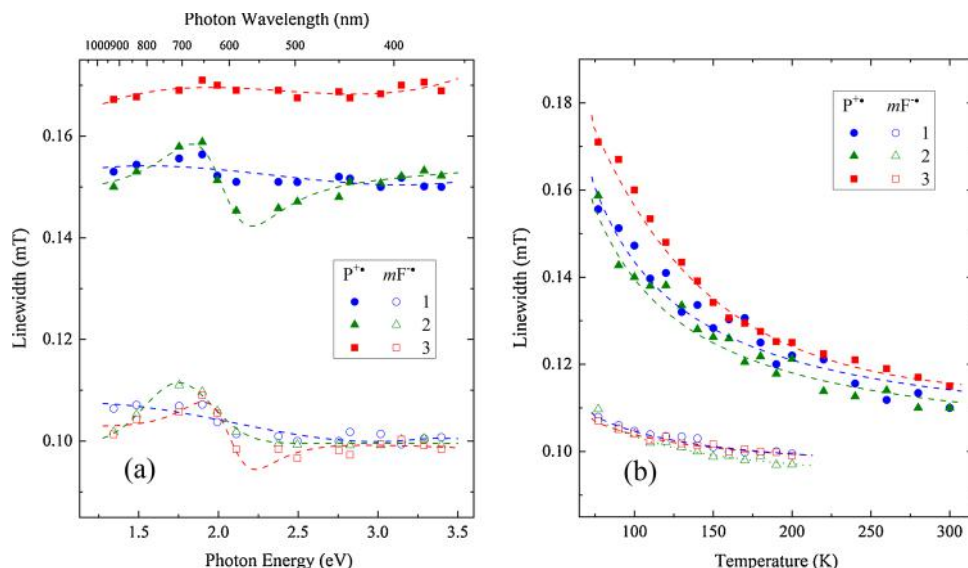 Photon Wavelength (nm)
1000 900 800 700 600 500 400
0.16
0.14
0.12
0.10
Linewidth (mT)
P+• mF-•
1
2
3
(a)
1.5 2.0 2.5 3.0 3.5
Photon Energy (eV)
0.18
0.16
0.14
0.12
0.10
Linewidth (mT)
P+• mF-•
1
2
3
(b)
100 150 200 250 300
Temperature (K)